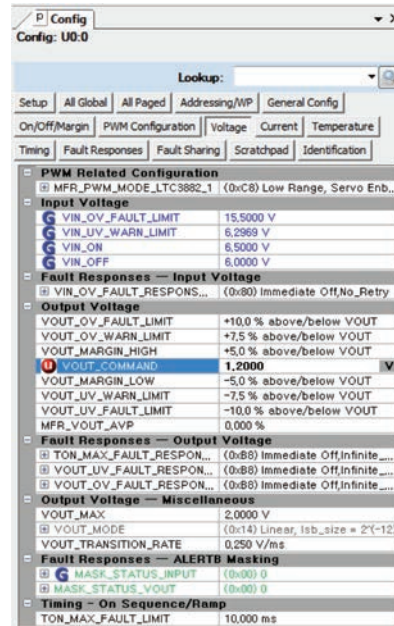 P Config
Config: U0:0
Lookup:
Setup All Global All Paged Addressing/WP General Config
On/Off/Margin PWM Configuration Voltage Current Temperature
Timing Fault Responses Fault Sharing Scratchpad Identification
PWM Related Configuration
MFR_PWM_MODE_LTC3882_1 (0xC8) Low Range, Servo Enb..
Input Voltage
G VIN_OV_FAULT_LIMIT 15,5000 V
G VIN_UV_WARN_LIMIT 6,2969 V
G VIN_ON 6,5000 V
G VIN_OFF 6,0000 V
Fault Responses — Input Voltage
VIN_OV_FAULT_RESPONS... (0x80) Immediate Off,No_Retry
Output Voltage
VOUT_OV_FAULT_LIMIT +10,0 % above/below VOUT
VOUT_OV_WARN_LIMIT +7,5 % above/below VOUT
VOUT_MARGIN_HIGH +5,0 % above/below VOUT
U VOUT_COMMAND 1,2000 V
VOUT_MARGIN_LOW -5,0 % above/below VOUT
VOUT_UV_WARN_LIMIT -7,5 % above/below VOUT
VOUT_UV_FAULT_LIMIT -10,0 % above/below VOUT
MFR_VOUT_AVP 0,000 %
Fault Responses — Output Voltage
TON_MAX_FAULT_RESPON... (0xB8) Immediate Off,Infinite_...
VOUT_UV_FAULT_RESPON... (0xB8) Immediate Off,Infinite_...
VOUT_OV_FAULT_RESPON... (0xB8) Immediate Off,Infinite_...
Output Voltage — Miscellaneous
VOUT_MAX 2,0000 V
VOUT_MODE (0x14) Linear, lsb_size = 2^(-12)
VOUT_TRANSITION_RATE 0,250 V/ms
Fault Responses — ALERTB Masking
G MASK_STATUS_INPUT (0x00) 0
MASK_STATUS_VOUT (0x00) 0
Timing - On Sequence/Ramp
TON_MAX_FAULT_LIMIT 10,000 ms